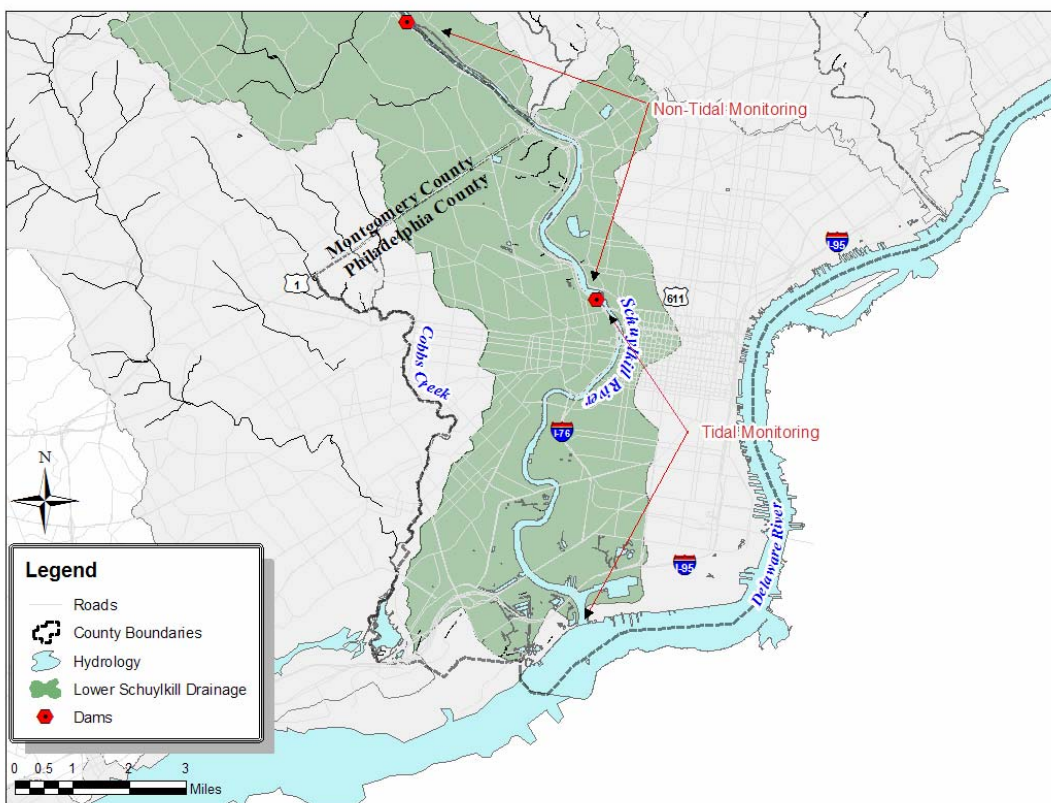 Non-Tidal Monitoring
Montgomery County
Philadelphia County
I-95
1
611
Cobbs Creek
Schuylkill River
I-76
Tidal Monitoring
N
I-95
Delaware River
Legend
Roads
County Boundaries
Hydrology
Lower Schuylkill Drainage
Dams
0 0.5 1 2 3
Miles